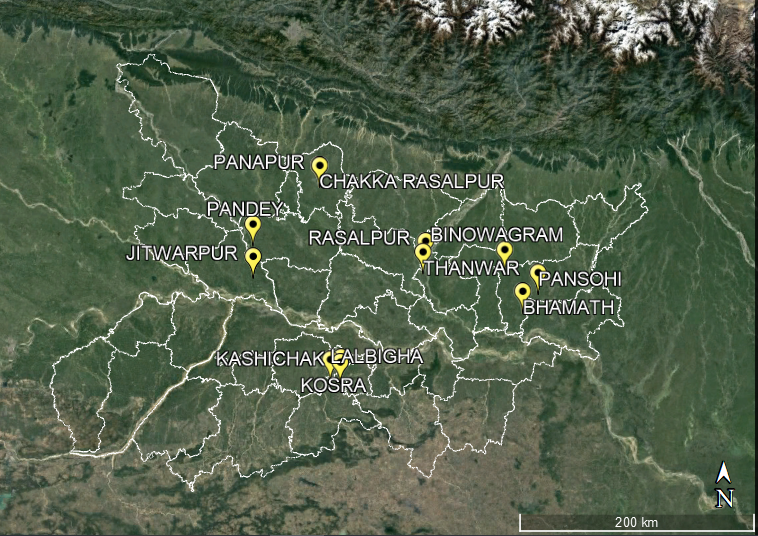 PANAPUR
CHAKKA RASALPUR
PANDEY
RASALPUR
BINOWAGRAM
JITWARPUR
THANWAR
PANSOHI
BHAMATH
KASHICHAK
LALBIGHA
KOSRA
N
200 km